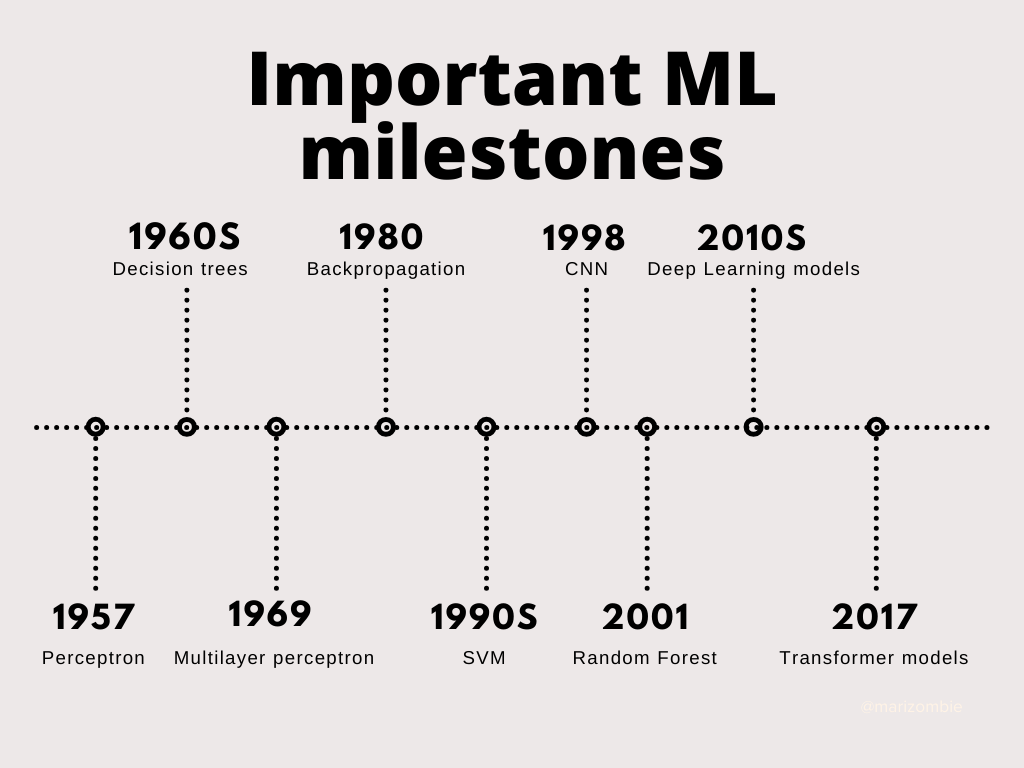 Important ML
milestones
1960S
Decision trees
1980
Backpropagation
1998
CNN
2010S
Deep Learning models
1957
Perceptron
1969
Multilayer perceptron
1990S
SVM
2001
Random Forest
2017
Transformer models
@marizombie